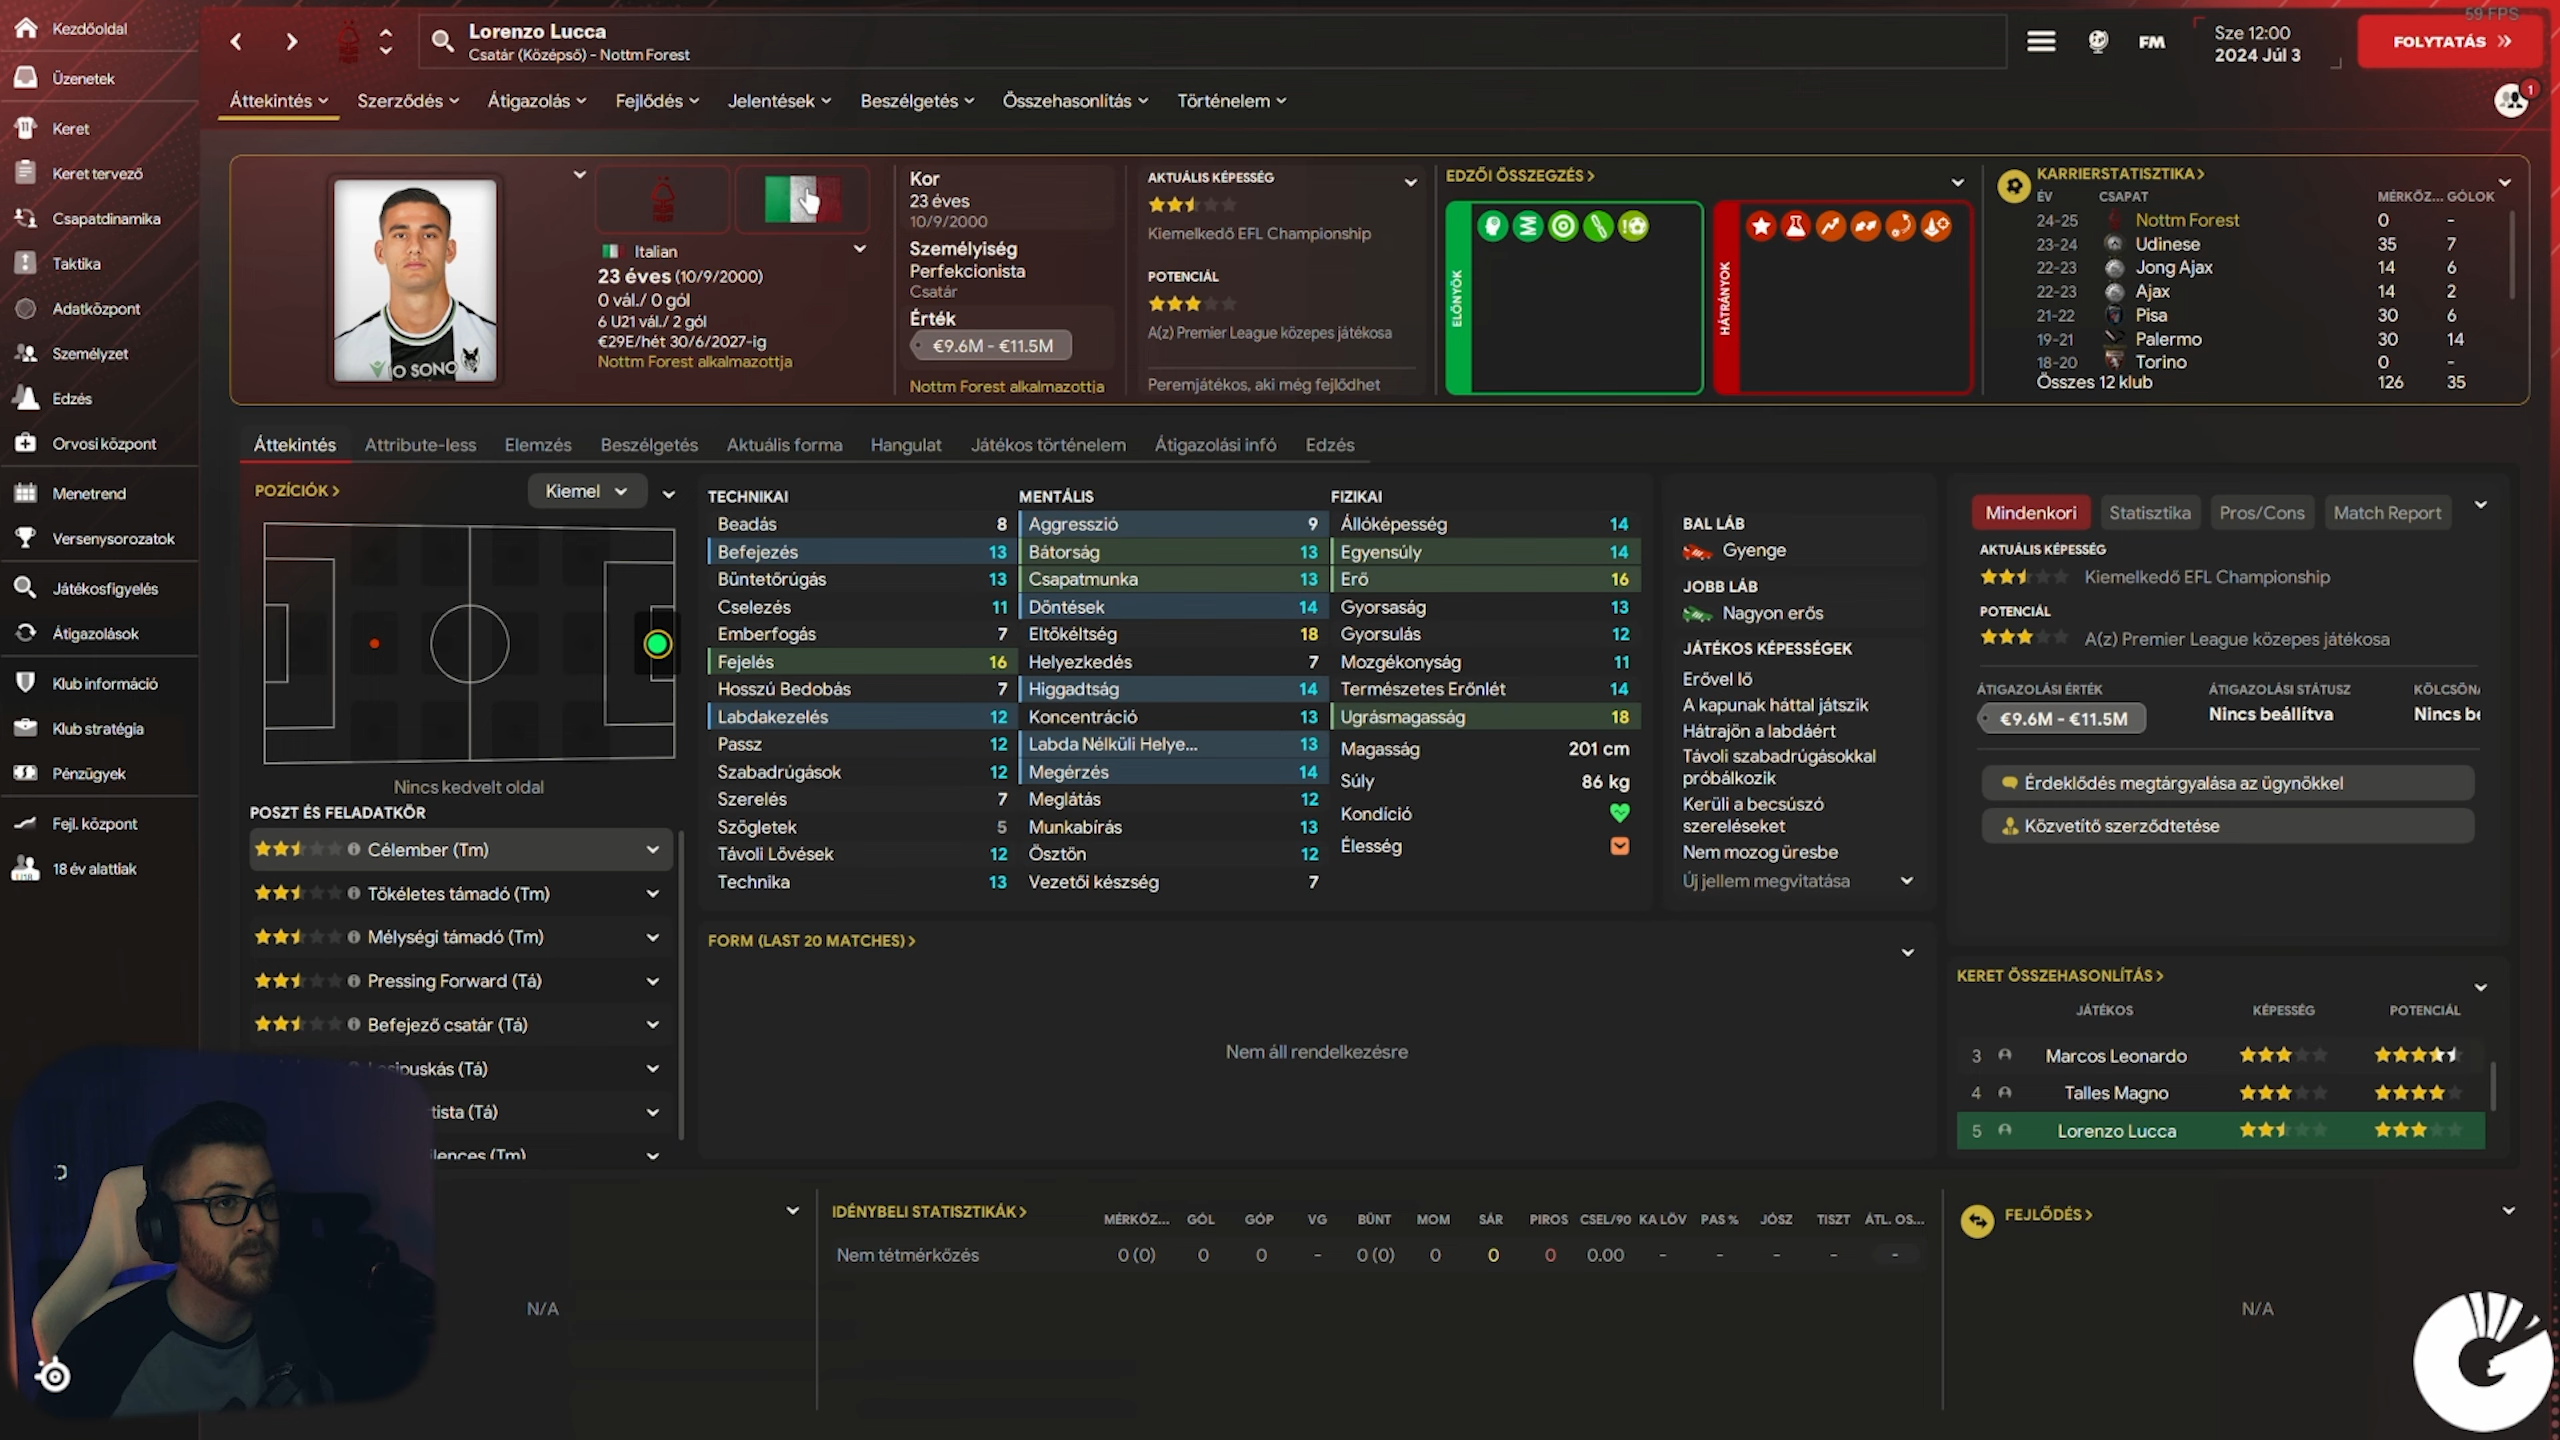 59 FPS
Kezdőoldal
Üzenetek
Keret
Keret tervező
Csapatdinamika
Taktika
Adatközpont
Személyzet
Edzés
Orvosi központ
Menetrend
Versenysorozatok
Játékosfigyelés
Átigazolások
Klub információ
Klub stratégia
Pénzügyek
Fejl. központ
18 év alattiak
Lorenzo Lucca
Csatár (Középső) - Nottm Forest
FM
Sze 12:00
2024 Júl 3
FOLYTATÁS
1
Áttekintés
Szerződés
Átigazolás
Fejlődés
Jelentések
Beszélgetés
Összehasonlítás
Történelem
IO SONO
Italian
23 éves (10/9/2000)
0 vál./ 0 gól
6 U21 vál./ 2 gól
€29E/hét 30/6/2027-ig
Nottm Forest alkalmazottja
Kor
23 éves
10/9/2000
Személyiség
Perfekcionista
Csatár
Érték
€9.6M - €11.5M
Nottm Forest alkalmazottja
AKTUÁLIS KÉPESSÉG
Kiemelkedő EFL Championship
POTENCIÁL
A(z) Premier League közepes játékosa
Peremjátékos, aki még fejlődhet
EDZŐI ÖSSZEGZÉS
ELŐNYÖK
HÁTRÁNYOK
KARRIERSTATISZTIKA
ÉV CSAPAT MÉRKŐZ... GÓLOK
24-25 Nottm Forest 0 -
23-24 Udinese 35 7
22-23 Jong Ajax 14 6
22-23 Ajax 14 2
21-22 Pisa 30 6
19-21 Palermo 30 14
18-20 Torino 0 -
Összes 12 klub 126 35
Áttekintés
Attribute-less
Elemzés
Beszélgetés
Aktuális forma
Hangulat
Játékos történelem
Átigazolási infó
Edzés
POZÍCIÓK
Kiemel
Nincs kedvelt oldal
POSZT ÉS FELADATKÖR
Célember (Tm)
Tökéletes támadó (Tm)
Mélységi támadó (Tm)
Pressing Forward (Tá)
Befejező csatár (Tá)
sipuskás (Tá)
tista (Tá)
lences (Tm)
TECHNIKAI
Beadás 8
Befejezés 13
Büntetőrúgás 13
Cselezés 11
Emberfogás 7
Fejelés 16
Hosszú Bedobás 7
Labdakezelés 12
Passz 12
Szabadrúgások 12
Szerelés 7
Szögletek 5
Távoli Lövések 12
Technika 13
MENTÁLIS
Aggresszió 9
Bátorság 13
Csapatmunka 13
Döntések 14
Eltökéltség 18
Helyezkedés 7
Higgadtság 14
Koncentráció 13
Labda Nélküli Helye... 13
Megérzés 14
Meglátás 12
Munkabírás 13
Ösztön 12
Vezetői készség 7
FIZIKAI
Állóképesség 14
Egyensúly 14
Erő 16
Gyorsaság 13
Gyorsulás 12
Mozgékonyság 11
Természetes Erőnlét 14
Ugrásmagasság 18
Magasság 201 cm
Súly 86 kg
Kondíció
Élesség
BAL LÁB
Gyenge
JOBB LÁB
Nagyon erős
JÁTÉKOS KÉPESSÉGEK
Erővel lő
A kapunak háttal játszik
Hátrajön a labdáért
Távoli szabadrúgásokkal
próbálkozik
Kerüli a becsúszó
szereléseket
Nem mozog üresbe
Új jellem megvitatása
Mindenkori
Statisztika
Pros/Cons
Match Report
AKTUÁLIS KÉPESSÉG
Kiemelkedő EFL Championship
POTENCIÁL
A(z) Premier League közepes játékosa
ÁTIGAZOLÁSI ÉRTÉK
€9.6M - €11.5M
ÁTIGAZOLÁSI STÁTUSZ
Nincs beállítva
KÖLCSÖN
Nincs be
Érdeklődés megtárgyalása az ügynökkel
Közvetítő szerződtetése
FORM (LAST 20 MATCHES)
Nem áll rendelkezésre
KERET ÖSSZEHASONLÍTÁS
JÁTÉKOS KÉPESSÉG POTENCIÁL
3 Marcos Leonardo
4 Talles Magno
5 Lorenzo Lucca
N/A
IDÉNYBELI STATISZTIKÁK
MÉRKŐZ... GÓL GÓP VG BÜNT MOM SÁR PIROS CSEL/90 KA LÖV PAS % JÓSZ TISZT ÁTL. OS...
Nem tétmérkőzés 0 (0) 0 0 - 0 (0) 0 0 0 0.00 - - - - -
FEJLŐDÉS
N/A